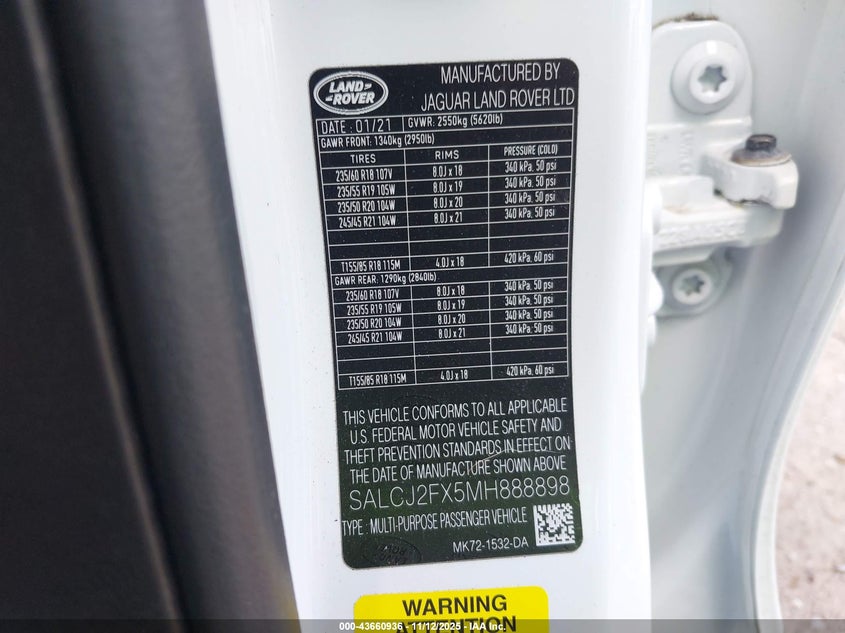 LAND ROVER
MANUFACTURED BY
JAGUAR LAND ROVER LTD
DATE : 01/21 GVWR: 2550kg (5620lb)
GAWR FRONT: 1340kg (2950lb)
TIRES RIMS PRESSURE (COLD)
235/60 R18 107V 8.0J x 18 340 kPa, 50 psi
235/55 R19 105W 8.0J x 19 340 kPa, 50 psi
235/50 R20 104W 8.0J x 20 340 kPa, 50 psi
245/45 R21 104W 8.0J x 21 340 kPa, 50 psi
T155/85 R18 115M 4.0J x 18 420 kPa, 60 psi
GAWR REAR: 1290kg (2840lb)
235/60 R18 107V 8.0J x 18 340 kPa, 50 psi
235/55 R19 105W 8.0J x 19 340 kPa, 50 psi
235/50 R20 104W 8.0J x 20 340 kPa, 50 psi
245/45 R21 104W 8.0J x 21 340 kPa, 50 psi
T155/85 R18 115M 4.0J x 18 420 kPa, 60 psi
THIS VEHICLE CONFORMS TO ALL APPLICABLE
U.S. FEDERAL MOTOR VEHICLE SAFETY AND
THEFT PREVENTION STANDARDS IN EFFECT ON
THE DATE OF MANUFACTURE SHOWN ABOVE
SALCJ2FX5MH888898
TYPE : MULTI-PURPOSE PASSENGER VEHICLE
MK72-1532-DA
WARNING
ATTENTION
000-43660936 - 11/12/2025 - IAA Inc.